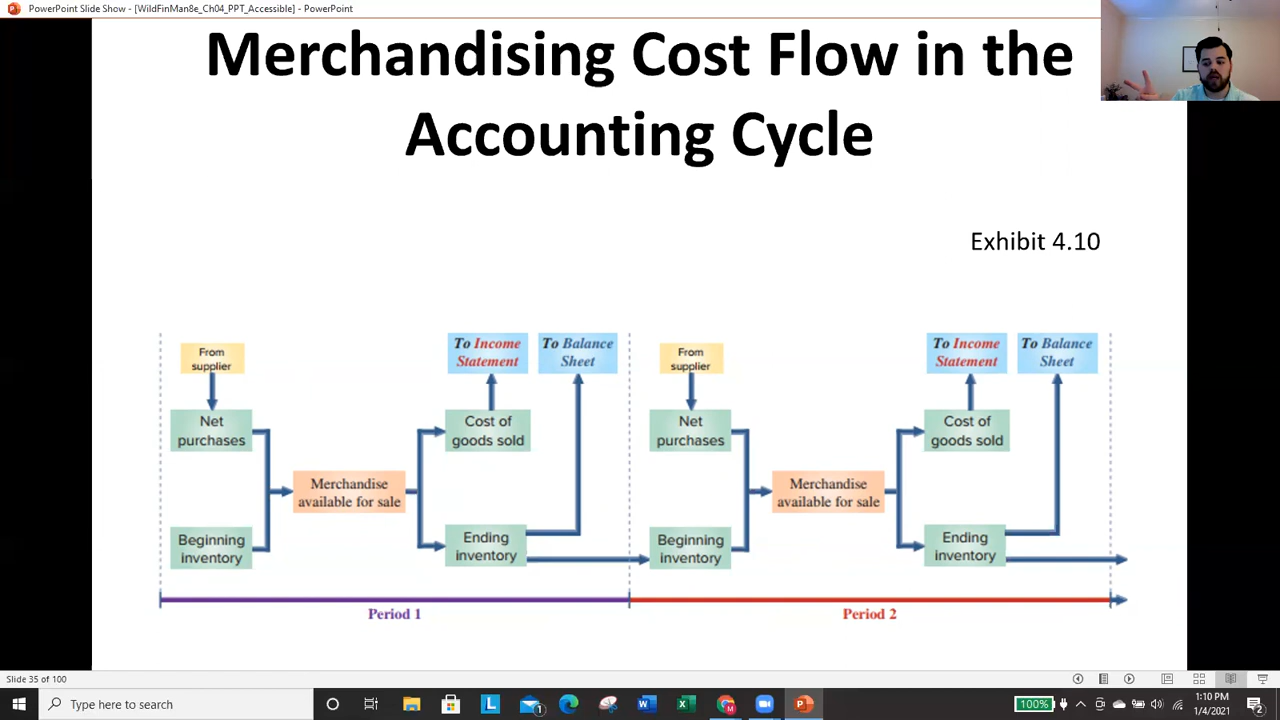 PowerPoint Slide Show - [WildFinMan8e_Ch04_PPT_Accessible] - PowerPoint
Merchandising Cost Flow in the
Accounting Cycle
Exhibit 4.10
From
supplier
To Income
Statement
To Balance
Sheet
Net
purchases
Cost of
goods sold
Merchandise
available for sale
Beginning
inventory
Ending
inventory
Period 1
From
supplier
To Income
Statement
To Balance
Sheet
Net
purchases
Cost of
goods sold
Merchandise
available for sale
Beginning
inventory
Ending
inventory
Period 2
Slide 35 of 100
Type here to search
L
1
W
X
M
P
100%
1:10 PM
1/4/2021
2